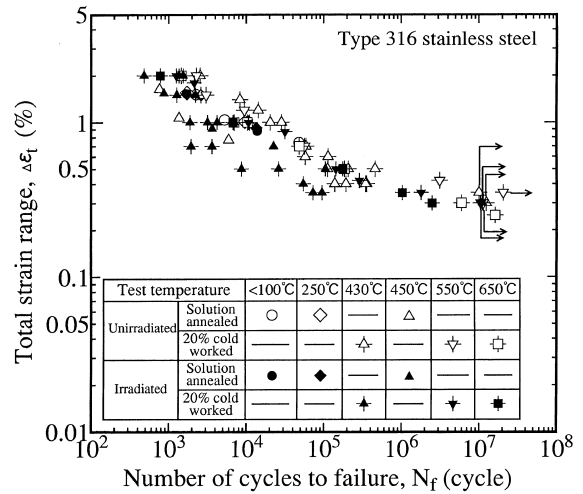 5
Type 316 stainless steel
1
0.5
0.1
0.05
0.01
Total strain range, Δεt (%)
Test temperature <100℃ 250℃ 430℃ 450℃ 550℃ 650℃
Unirradiated
Solution annealed
20% cold worked
Irradiated
Solution annealed
20% cold worked
10^2 10^3 10^4 10^5 10^6 10^7 10^8
Number of cycles to failure, Nf (cycle)